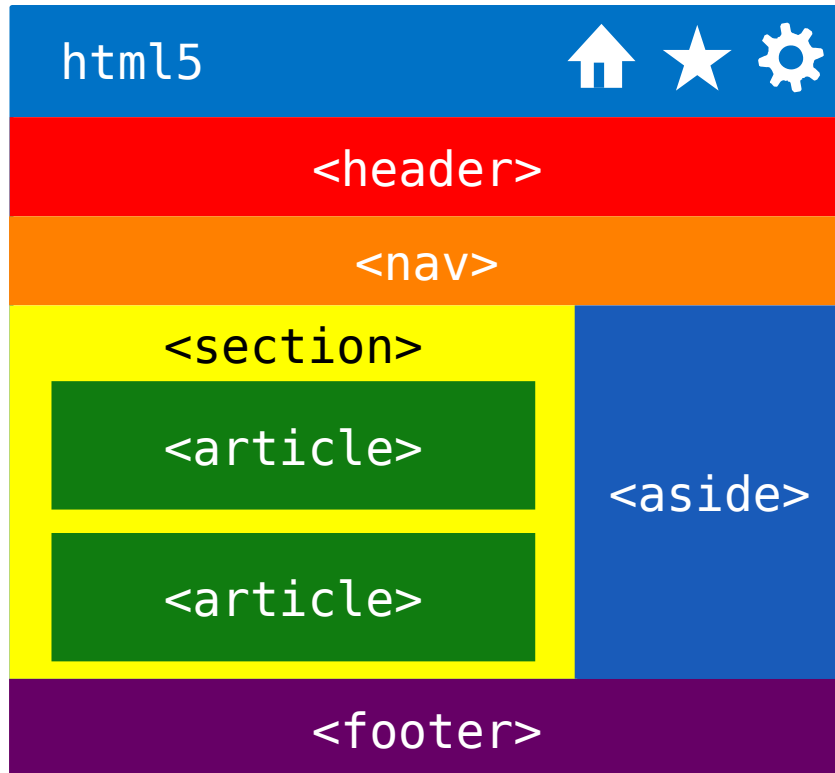 html5
<header>
<nav>
<section>
<article>
<aside>
<article>
<footer>